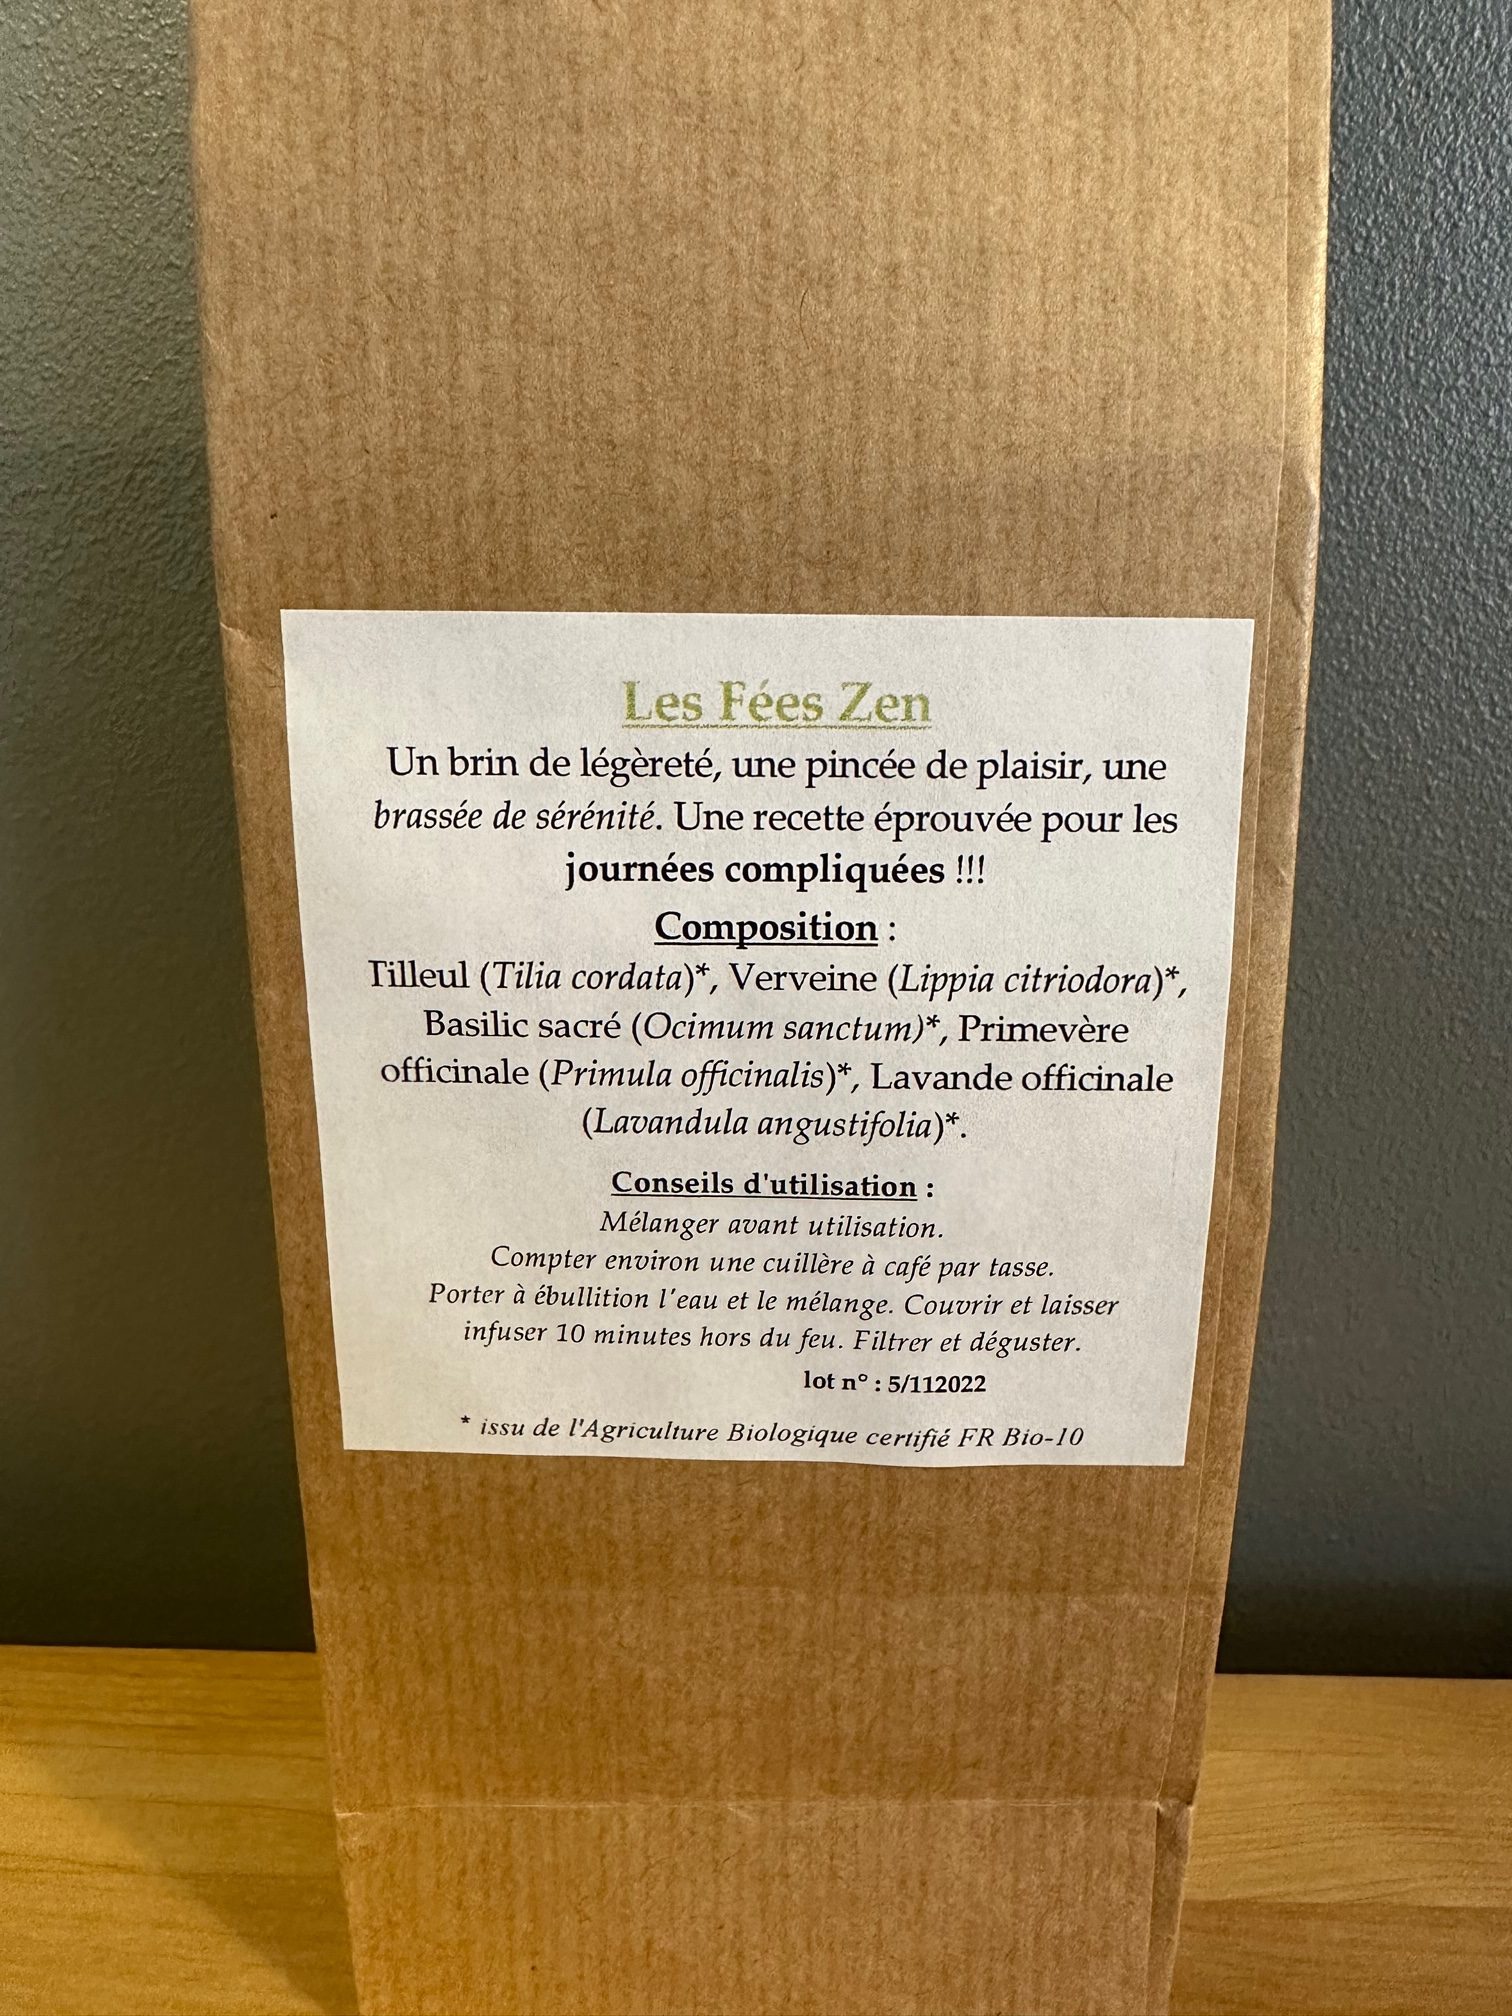 Les Fées Zen
Un brin de légèreté, une pincée de plaisir, une
brassée de sérénité. Une recette éprouvée pour les
journées compliquées !!!
Composition :
Tilleul (Tilia cordata)*, Verveine (Lippia citriodora)*,
Basilic sacré (Ocimum sanctum)*, Primevère
officinale (Primula officinalis)*, Lavande officinale
(Lavandula angustifolia)*.
Conseils d'utilisation :
Mélanger avant utilisation.
Compter environ une cuillère à café par tasse.
Porter à ébullition l'eau et le mélange. Couvrir et laisser
infuser 10 minutes hors du feu. Filtrer et déguster.
lot n° : 5/112022
* issu de l'Agriculture Biologique certifié FR Bio-10